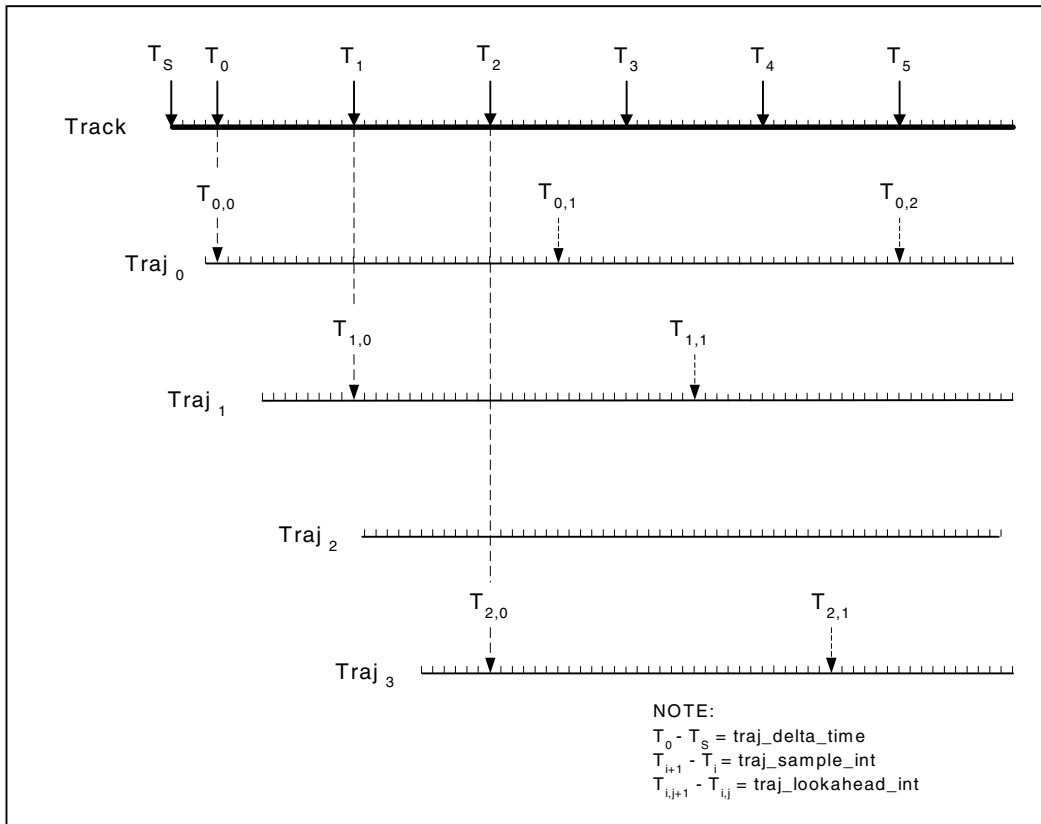 T_S T_0 T_1 T_2 T_3 T_4 T_5
Track
T_0,0 T_0,1 T_0,2
Traj_0
T_1,0 T_1,1
Traj_1
Traj_2
T_2,0 T_2,1
Traj_3
NOTE:
T_0 - T_S = traj_delta_time
T_i+1 - T_i = traj_sample_int
T_i,j+1 - T_i,j = traj_lookahead_int